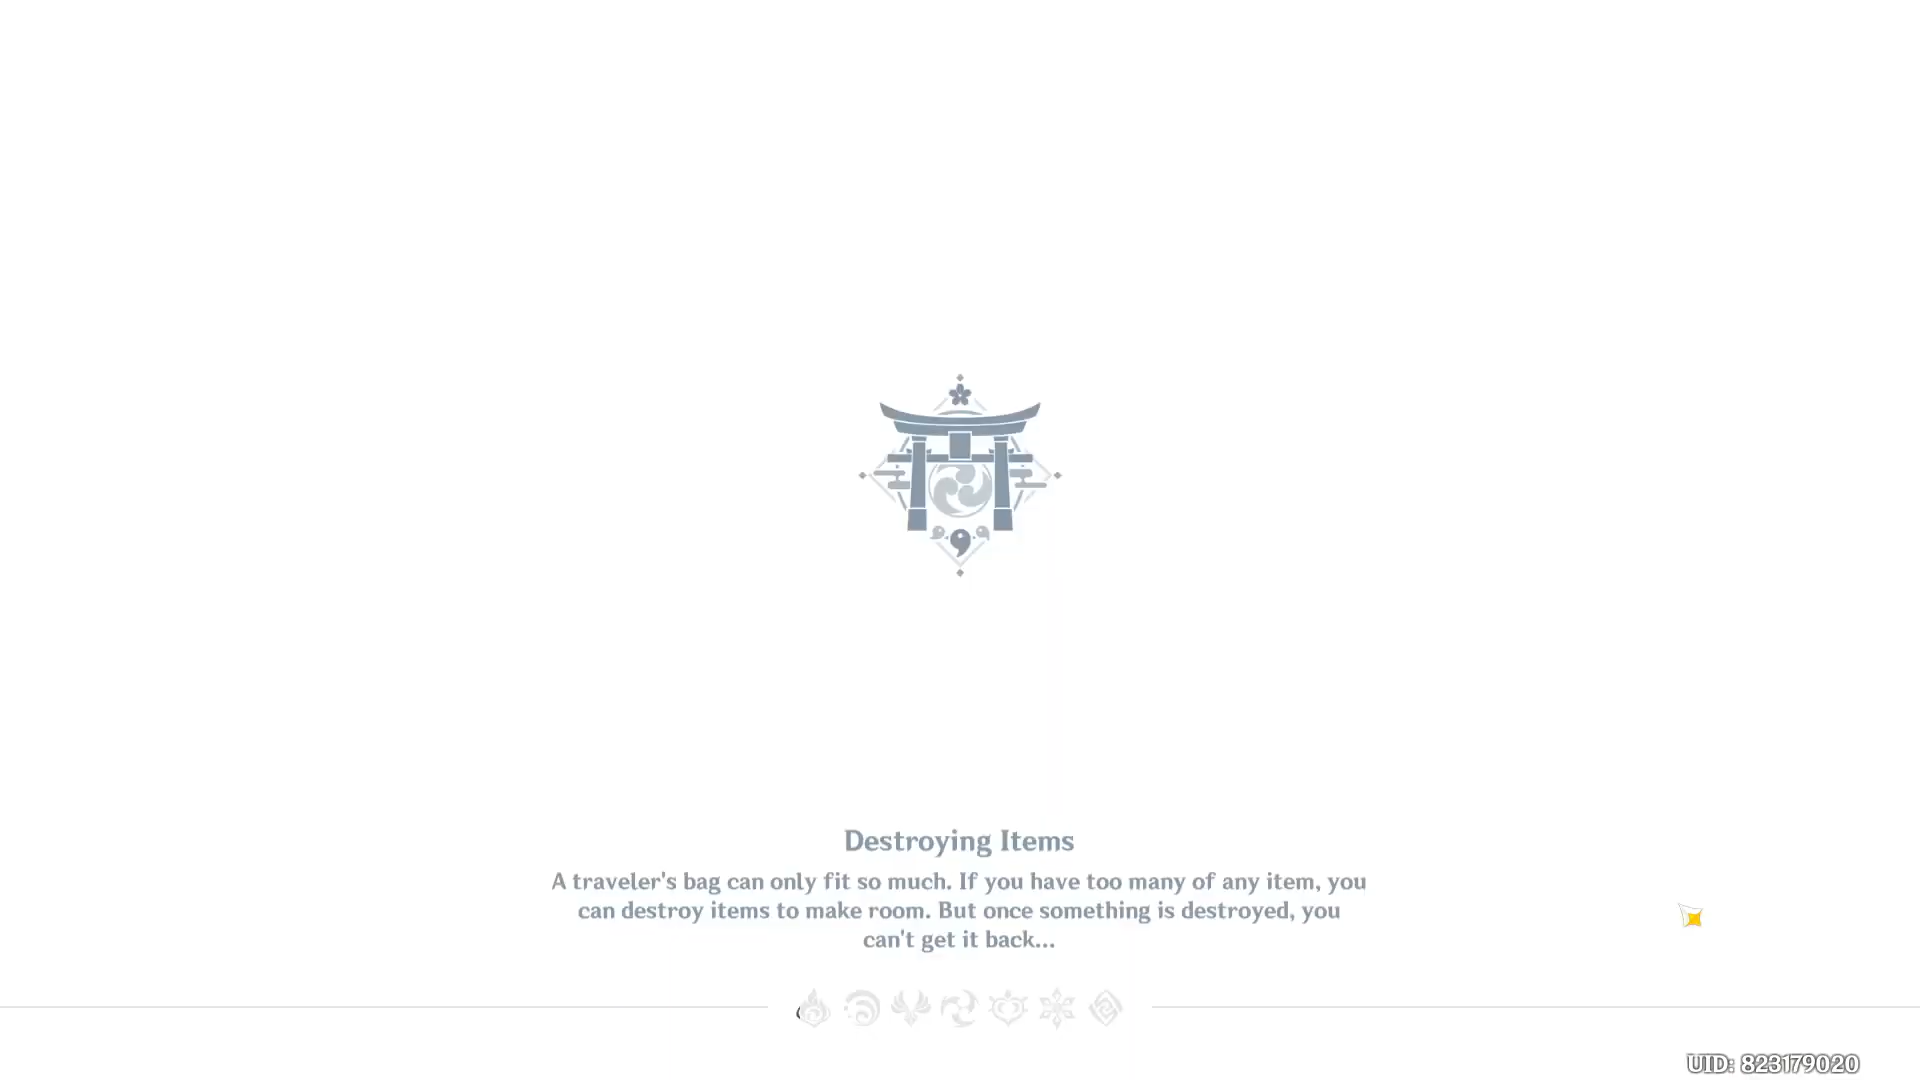 Destroying Items
A traveler's bag can only fit so much. If you have too many of any item, you
can destroy items to make room. But once something is destroyed, you
can't get it back...
UID: 823179020